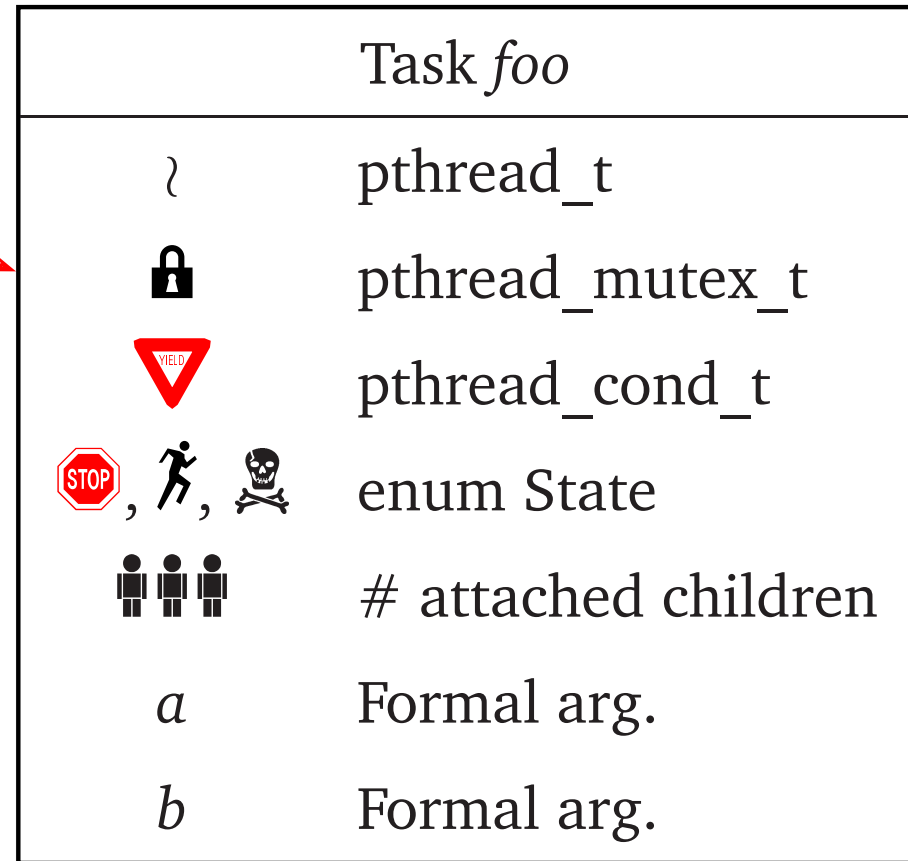 Task foo
≀ pthread_t
pthread_mutex_t
YIELD pthread_cond_t
STOP , , enum State
# attached children
a Formal arg.
b Formal arg.